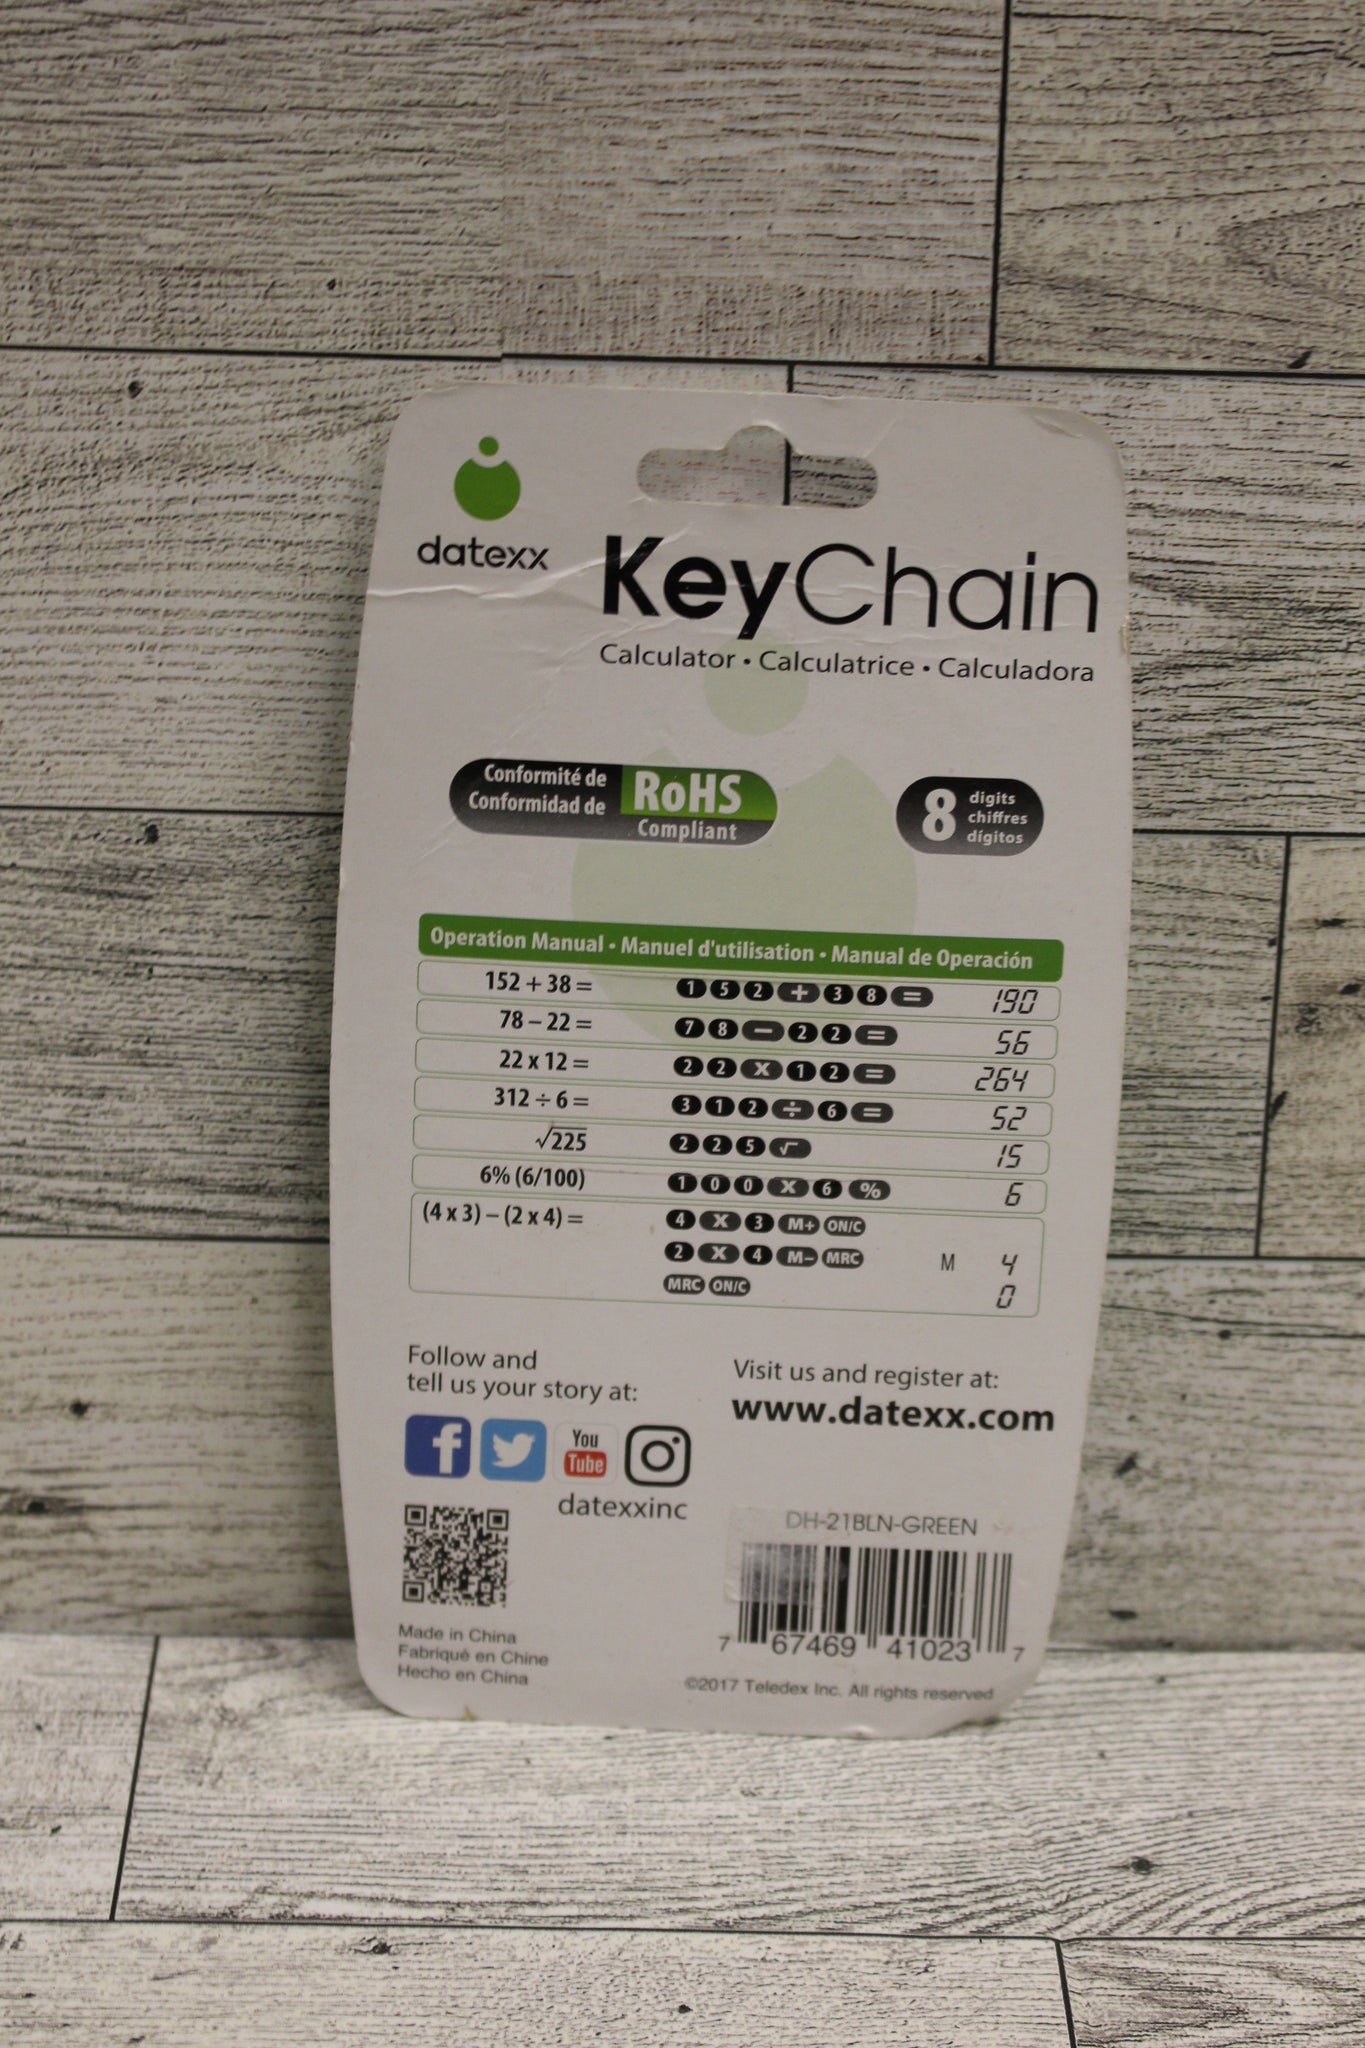 datexx
KeyChain
Calculator • Calculatrice • Calculadora
Conformité de
Conformidad de
RoHS
Compliant
8
digits
chiffres
dígitos
Operation Manual • Manuel d'utilisation • Manual de Operación
152 + 38 = 1 5 2 + 3 8 = 190
78 – 22 = 7 8 − 2 2 = 56
22 x 12 = 2 2 X 1 2 = 264
312 ÷ 6 = 3 1 2 ÷ 6 = 52
√225 2 2 5 √ 15
6% (6/100) 1 0 0 X 6 % 6
(4 x 3) – (2 x 4) = 4 X 3 M+ ON/C
2 X 4 M− MRC M 4
MRC ON/C 0
Follow and
tell us your story at:
f
You
Tube
datexxinc
Visit us and register at:
www.datexx.com
DH-21BLN-GREEN
7 67469 41023 7
Made in China
Fabriqué en Chine
Hecho en China
©2017 Teledex Inc. All rights reserved